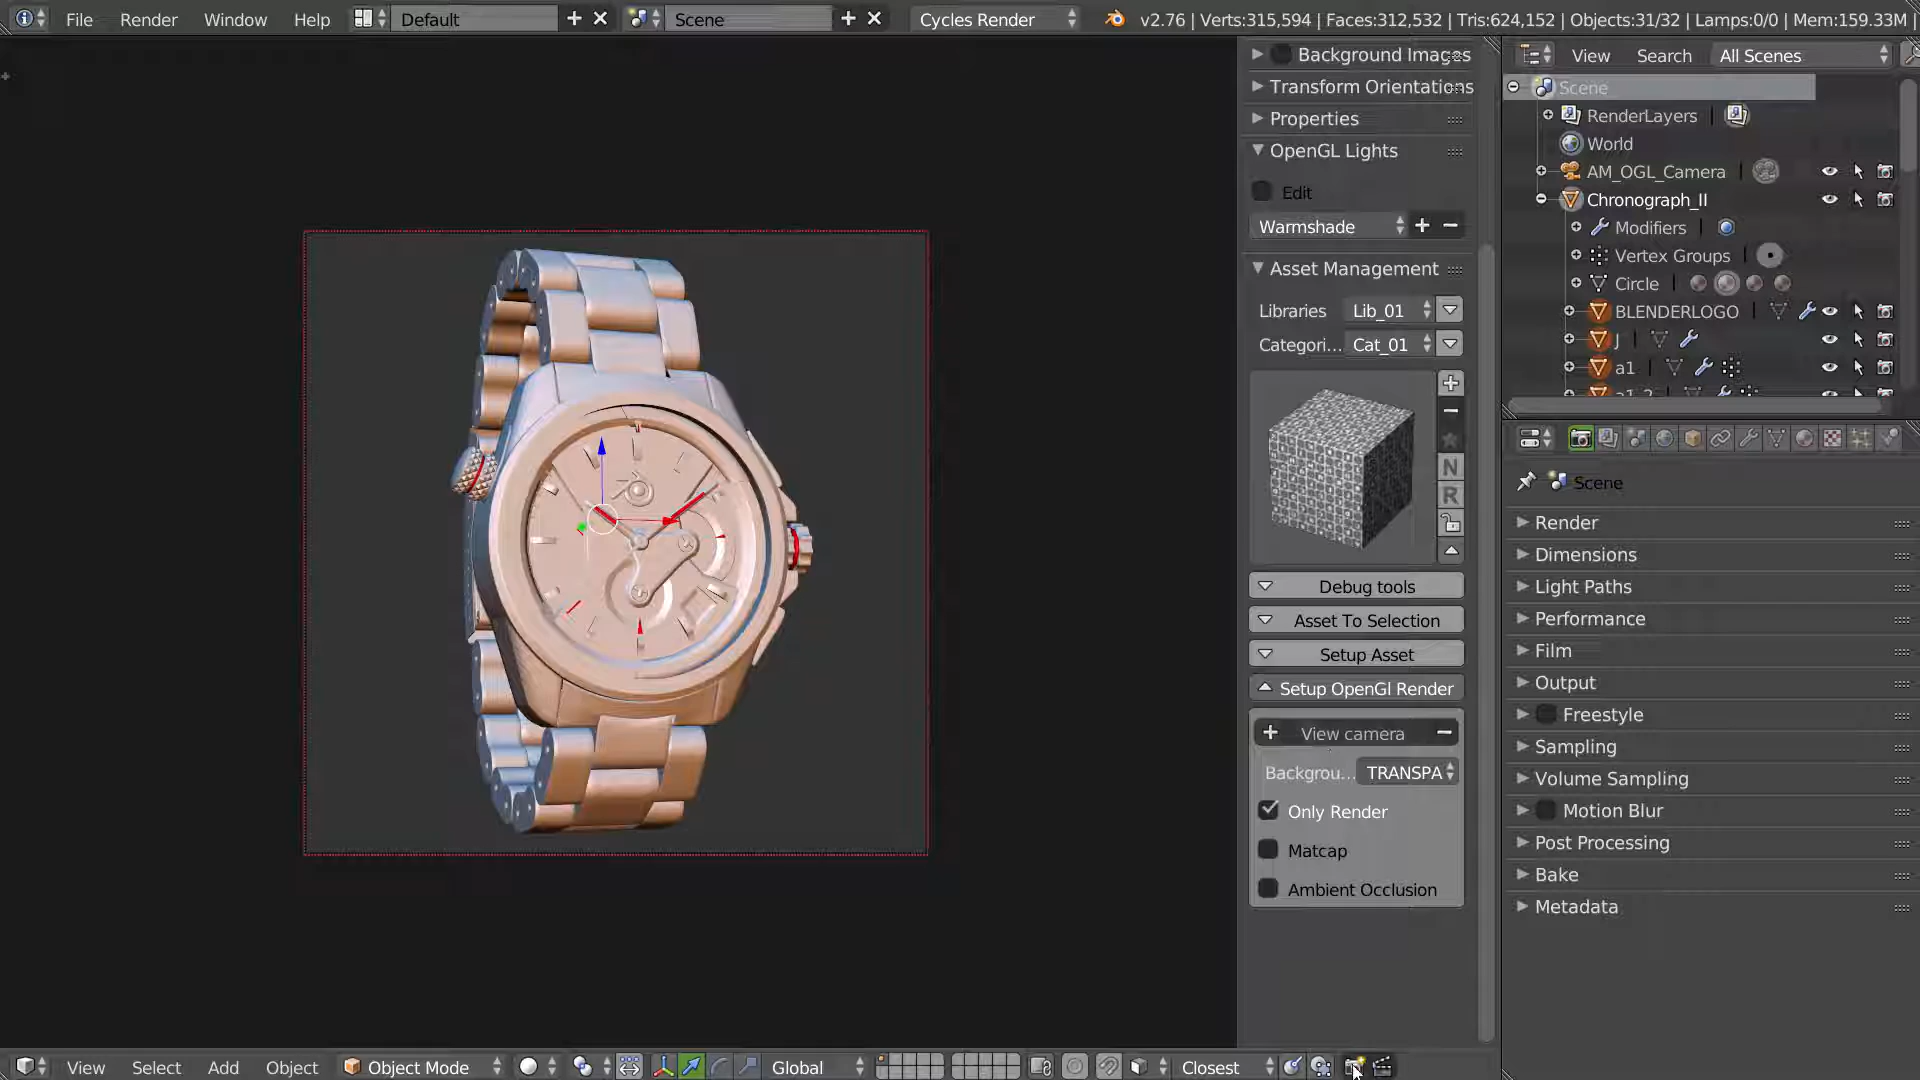 File Render Window Help Default Scene Cycles Render v2.76 | Verts:315,594 | Faces:312,532 | Tris:624,152 | Objects:31/32 | Lamps:0/0 | Mem:159.33M |
Background Images
Transform Orientations
Properties
OpenGL Lights
Edit
Warmshade
Asset Management
Libraries Lib_01
Categori... Cat_01
N
R
Debug tools
Asset To Selection
Setup Asset
Setup OpenGl Render
View camera
Backgrou... TRANSPA
Only Render
Matcap
Ambient Occlusion
View Search All Scenes
Scene
RenderLayers
World
AM_OGL_Camera
Chronograph_II
Modifiers
Vertex Groups
Circle
BLENDERLOGO
J
a1
Scene
Render
Dimensions
Light Paths
Performance
Film
Output
Freestyle
Sampling
Volume Sampling
Motion Blur
Post Processing
Bake
Metadata
View Select Add Object Object Mode Global Closest